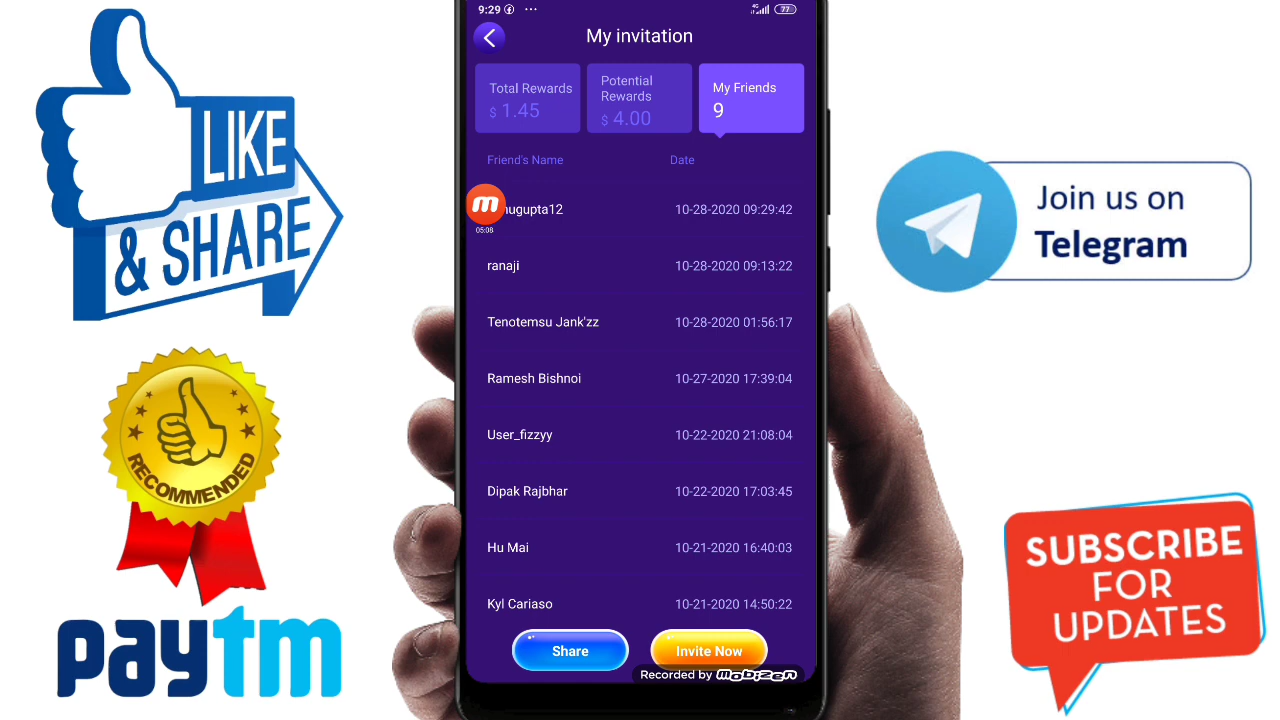 LIKE
& SHARE
RECOMMENDED
paytm
9:29
4G
77
My invitation
Total Rewards
$ 1.45
Potential
Rewards
$ 4.00
My Friends
9
Friend's Name Date
ugupta12 10-28-2020 09:29:42
05:08
ranaji 10-28-2020 09:13:22
Tenotemsu Jank'zz 10-28-2020 01:56:17
Ramesh Bishnoi 10-27-2020 17:39:04
User_fizzyy 10-22-2020 21:08:04
Dipak Rajbhar 10-22-2020 17:03:45
Hu Mai 10-21-2020 16:40:03
Kyl Cariaso 10-21-2020 14:50:22
Share
Invite Now
Recorded by mobizen
Join us on
Telegram
SUBSCRIBE
FOR
UPDATES